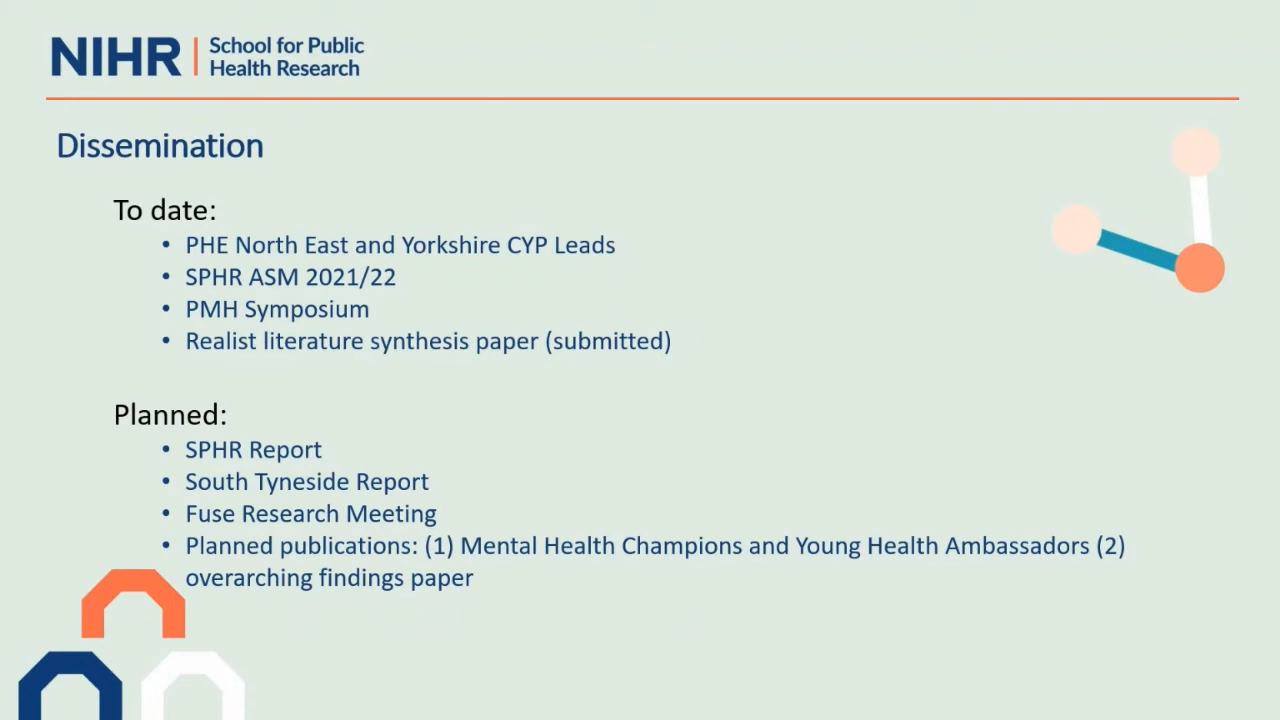 NIHR | School for Public
Health Research
Dissemination
To date:
• PHE North East and Yorkshire CYP Leads
• SPHR ASM 2021/22
• PMH Symposium
• Realist literature synthesis paper (submitted)
Planned:
• SPHR Report
• South Tyneside Report
• Fuse Research Meeting
• Planned publications: (1) Mental Health Champions and Young Health Ambassadors (2)
overarching findings paper